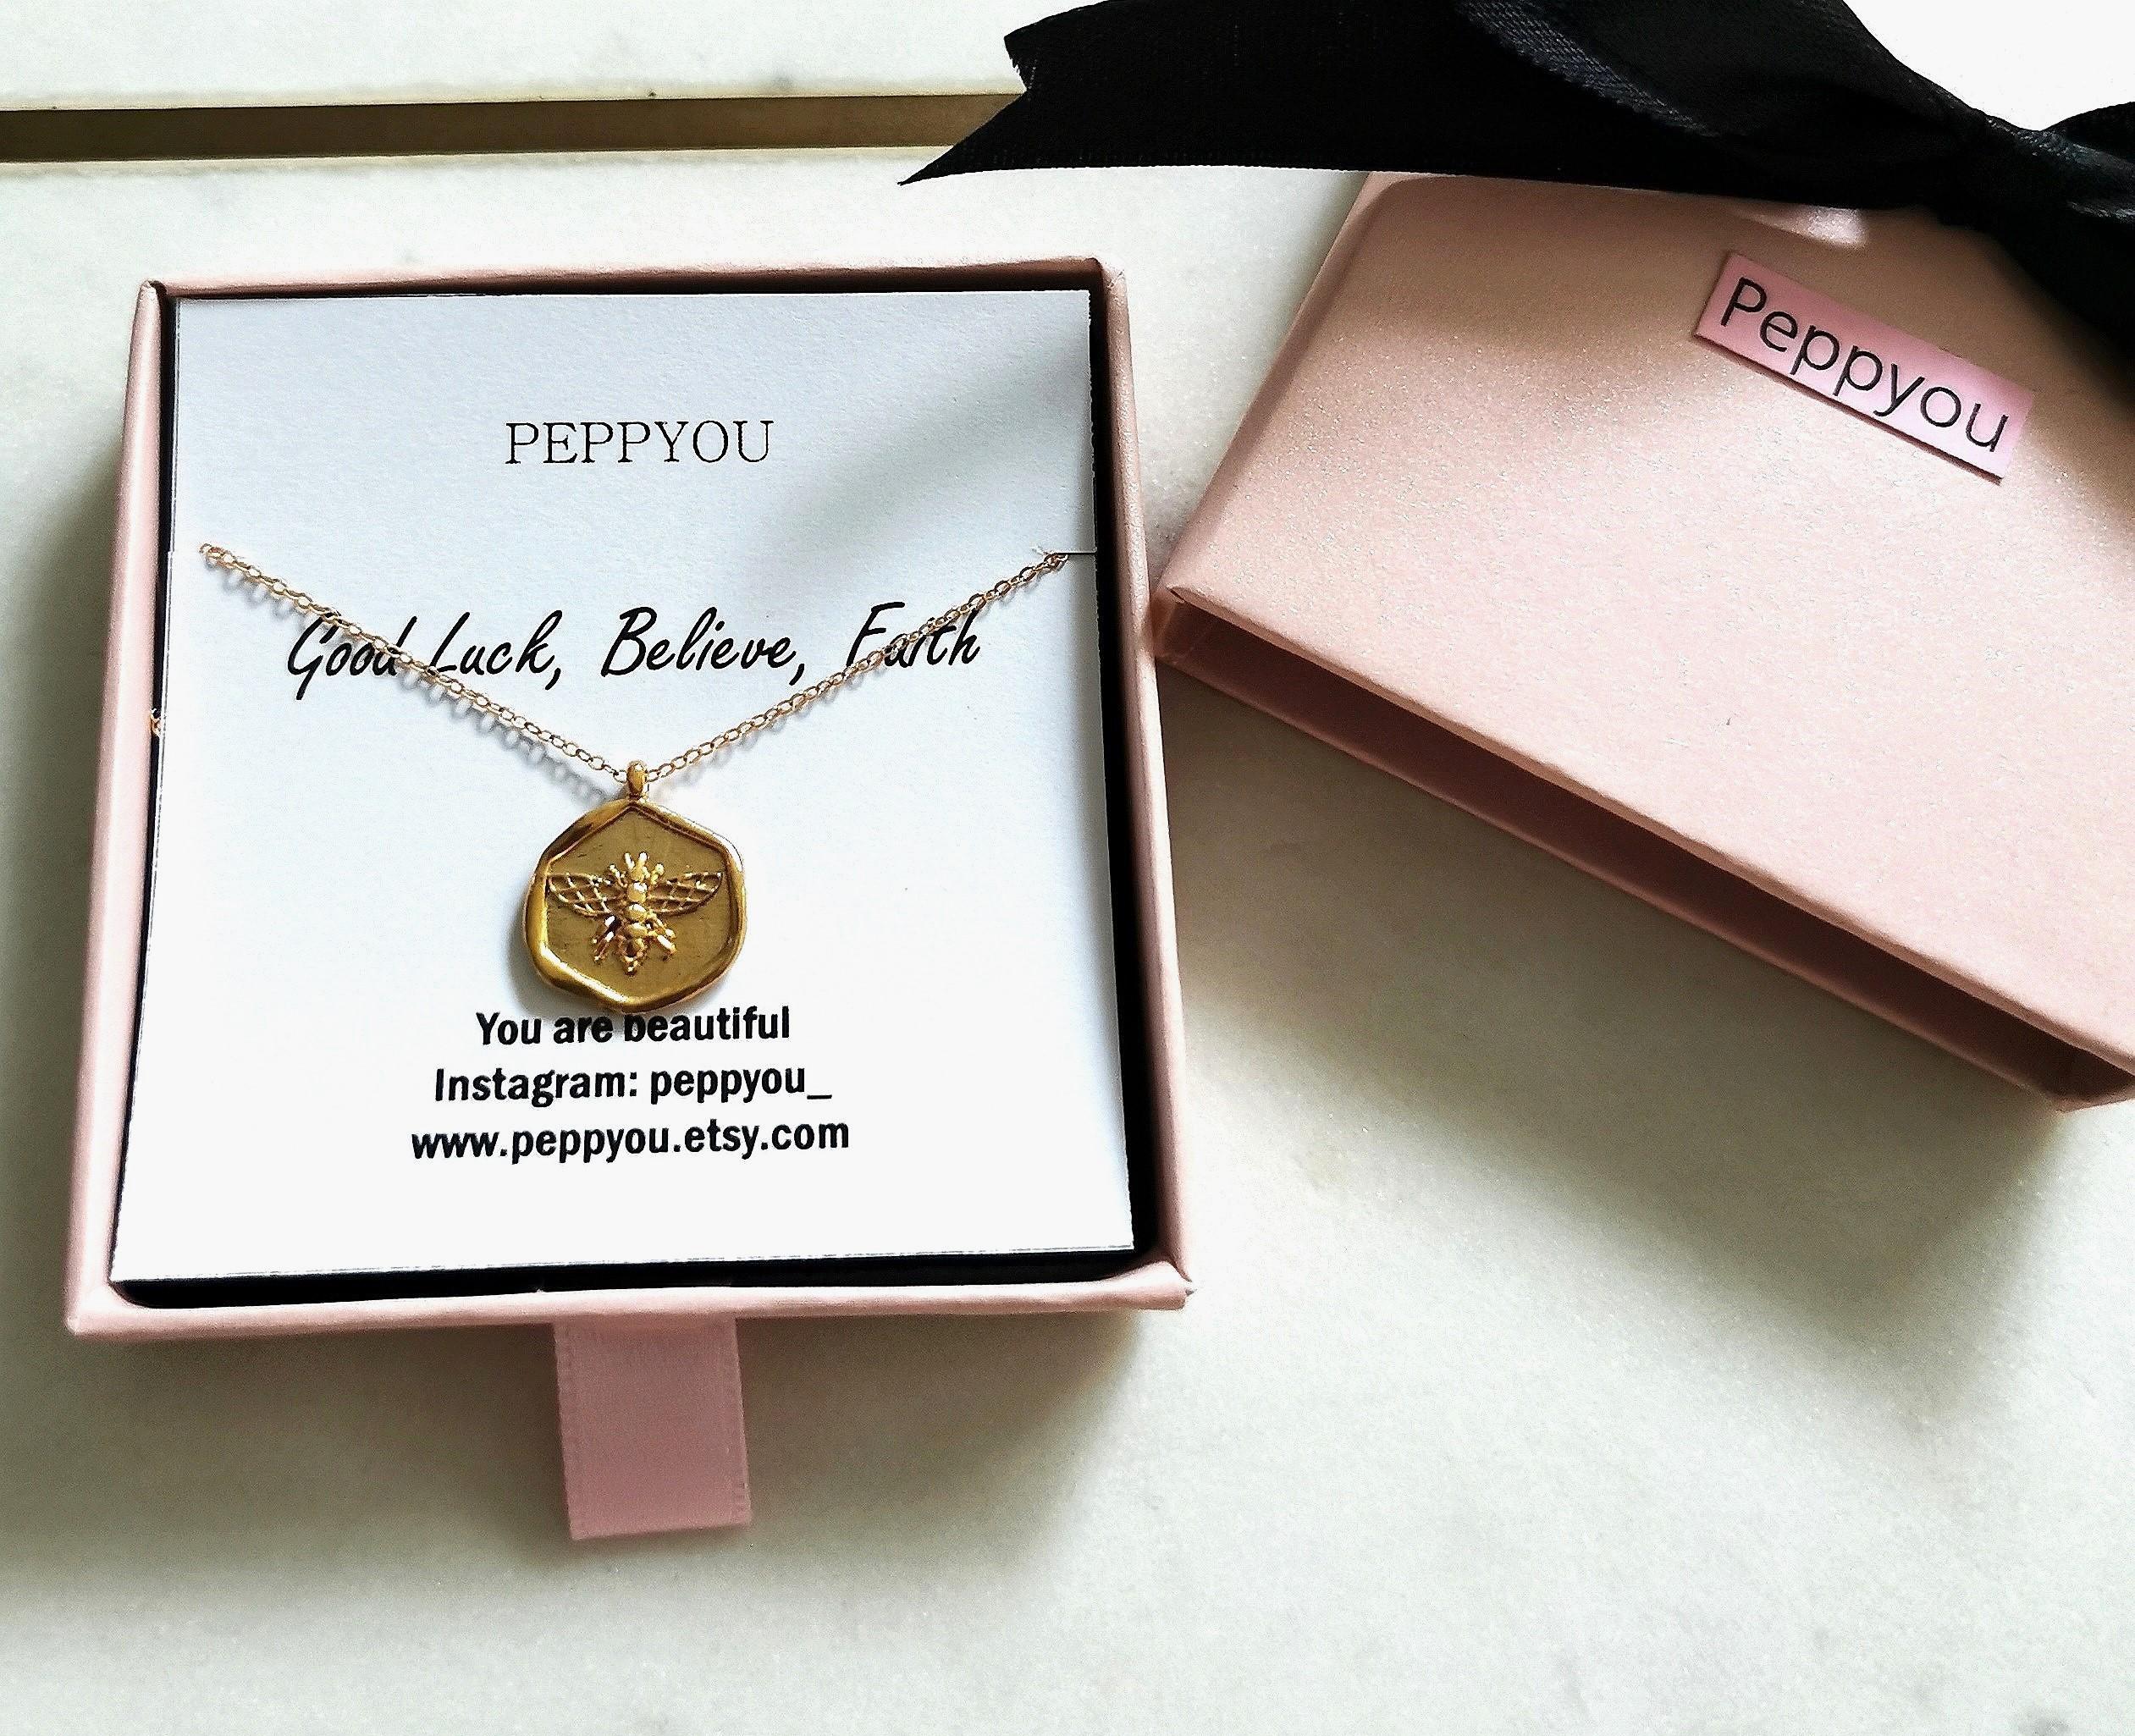 PEPPYOU
Good Luck, Believe, Faith
You are beautiful
Instagram: peppyou_
www.peppyou.etsy.com
Peppyou